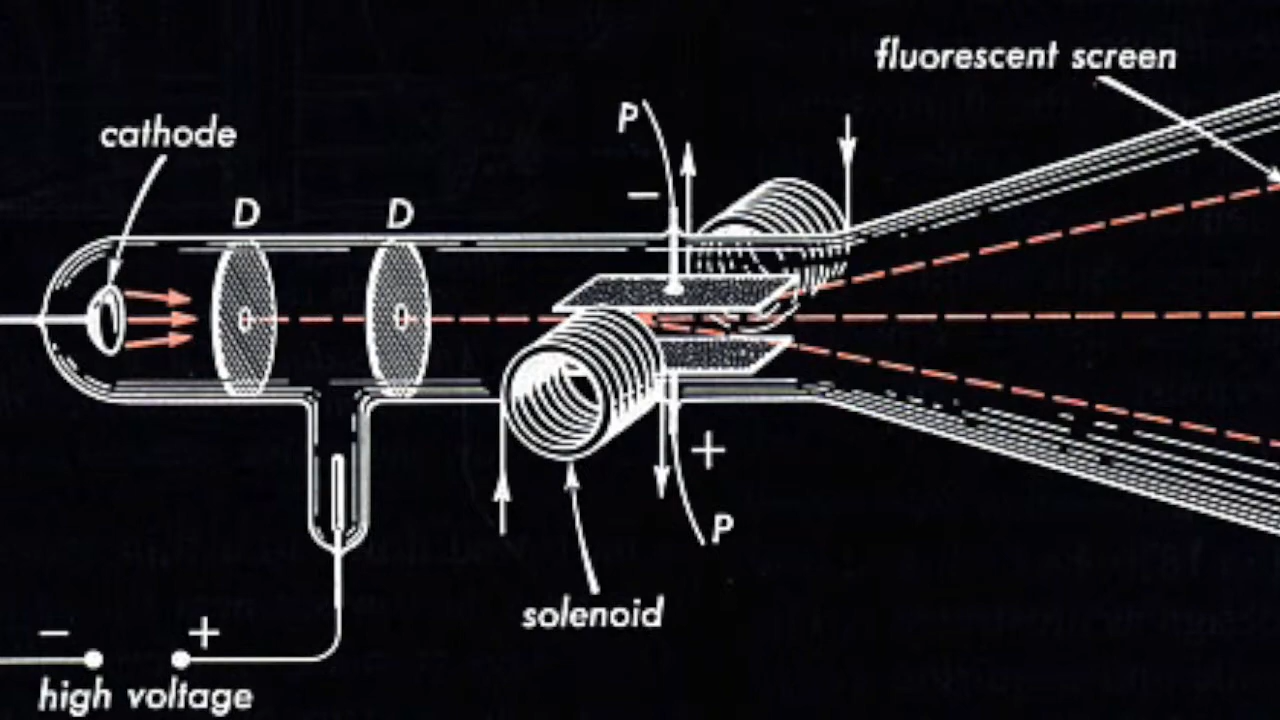 fluorescent screen
cathode
P
D D
−
+
P
solenoid
− +
high voltage